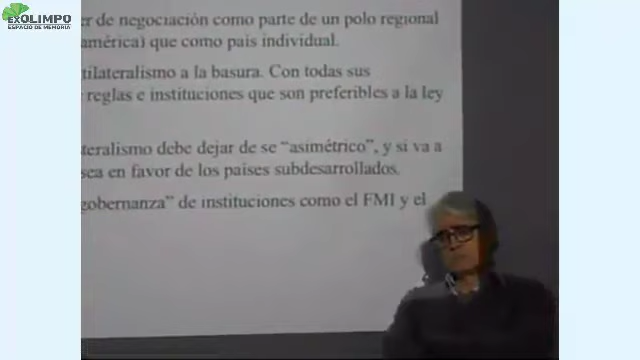 EXOLIMPO
ESPACIO DE MEMORIA
er de negociación como parte de un polo regional
américa) que como país individual.
tilateralismo a la basura. Con todas sus
reglas e instituciones que son preferibles a la ley
teralismo debe dejar de se “asimétrico”, y si va a
sea en favor de los países subdesarrollados.
gobernanza” de instituciones como el FMI y el